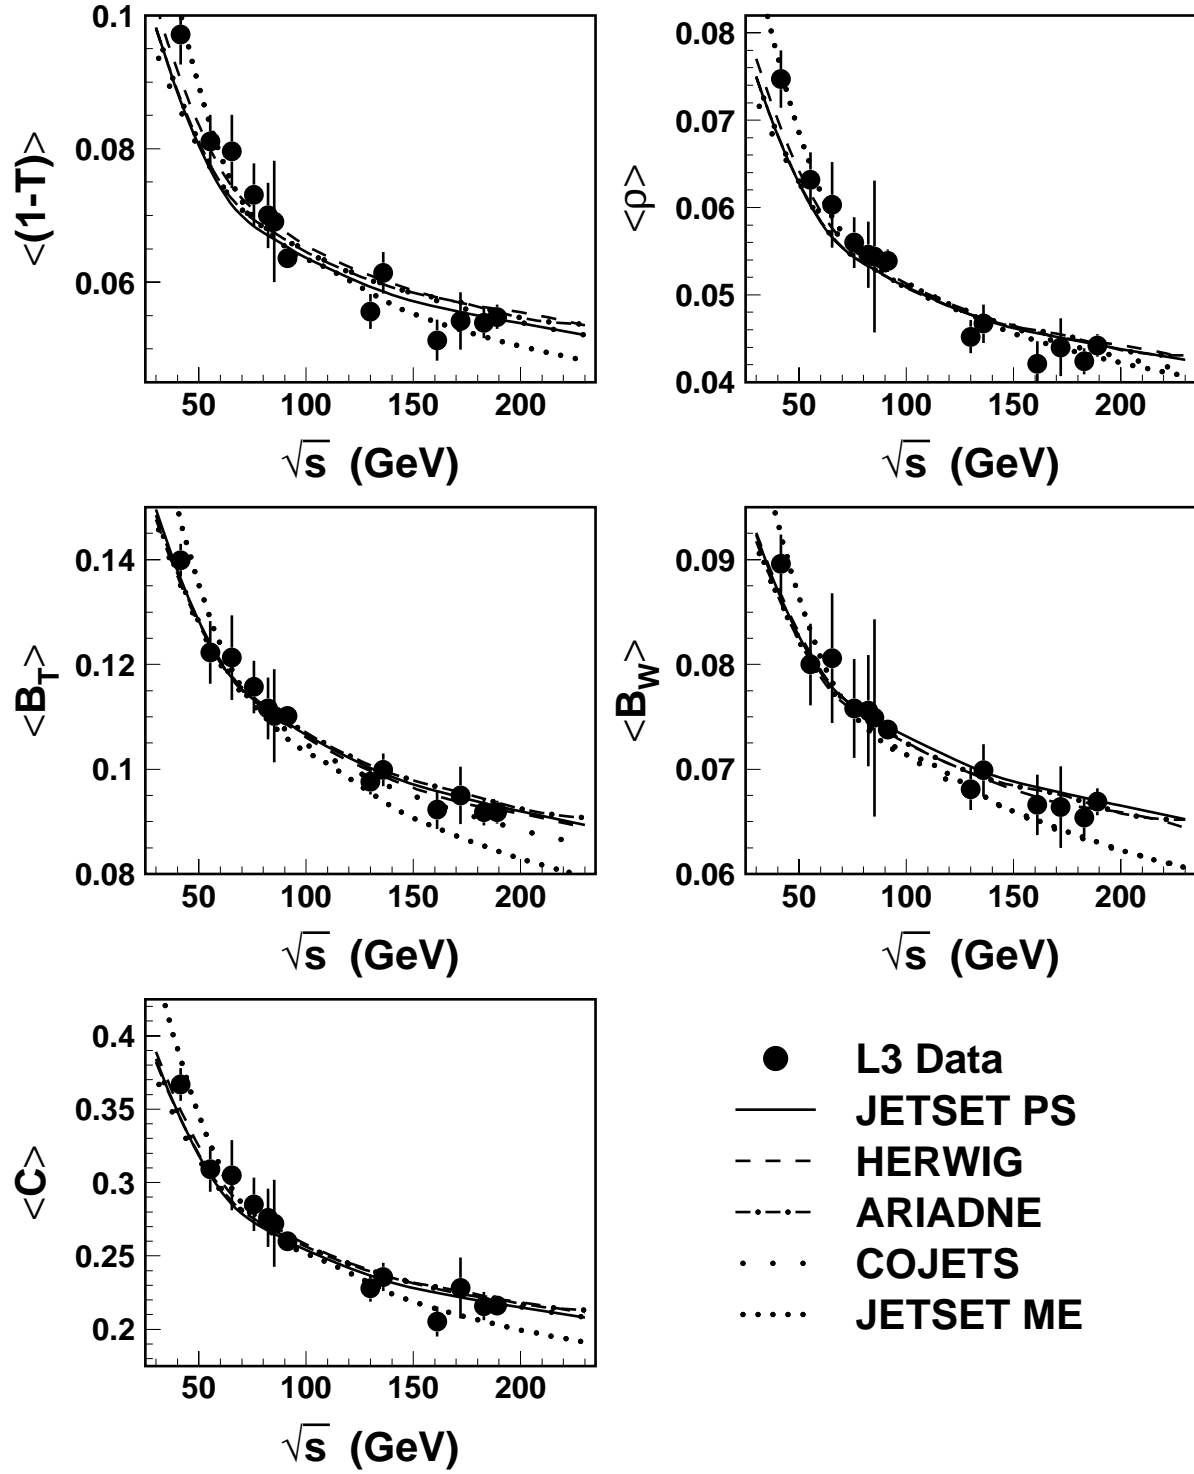 0.1
0.08
0.06
<(1-T)>
50 100 150 200
√s (GeV)
0.08
0.07
0.06
0.05
0.04
<ρ>
50 100 150 200
√s (GeV)
0.14
0.12
0.1
0.08
<B_T>
50 100 150 200
√s (GeV)
0.09
0.08
0.07
0.06
<B_W>
50 100 150 200
√s (GeV)
0.4
0.35
0.3
0.25
0.2
<C>
50 100 150 200
√s (GeV)
L3 Data
JETSET PS
HERWIG
ARIADNE
COJETS
JETSET ME